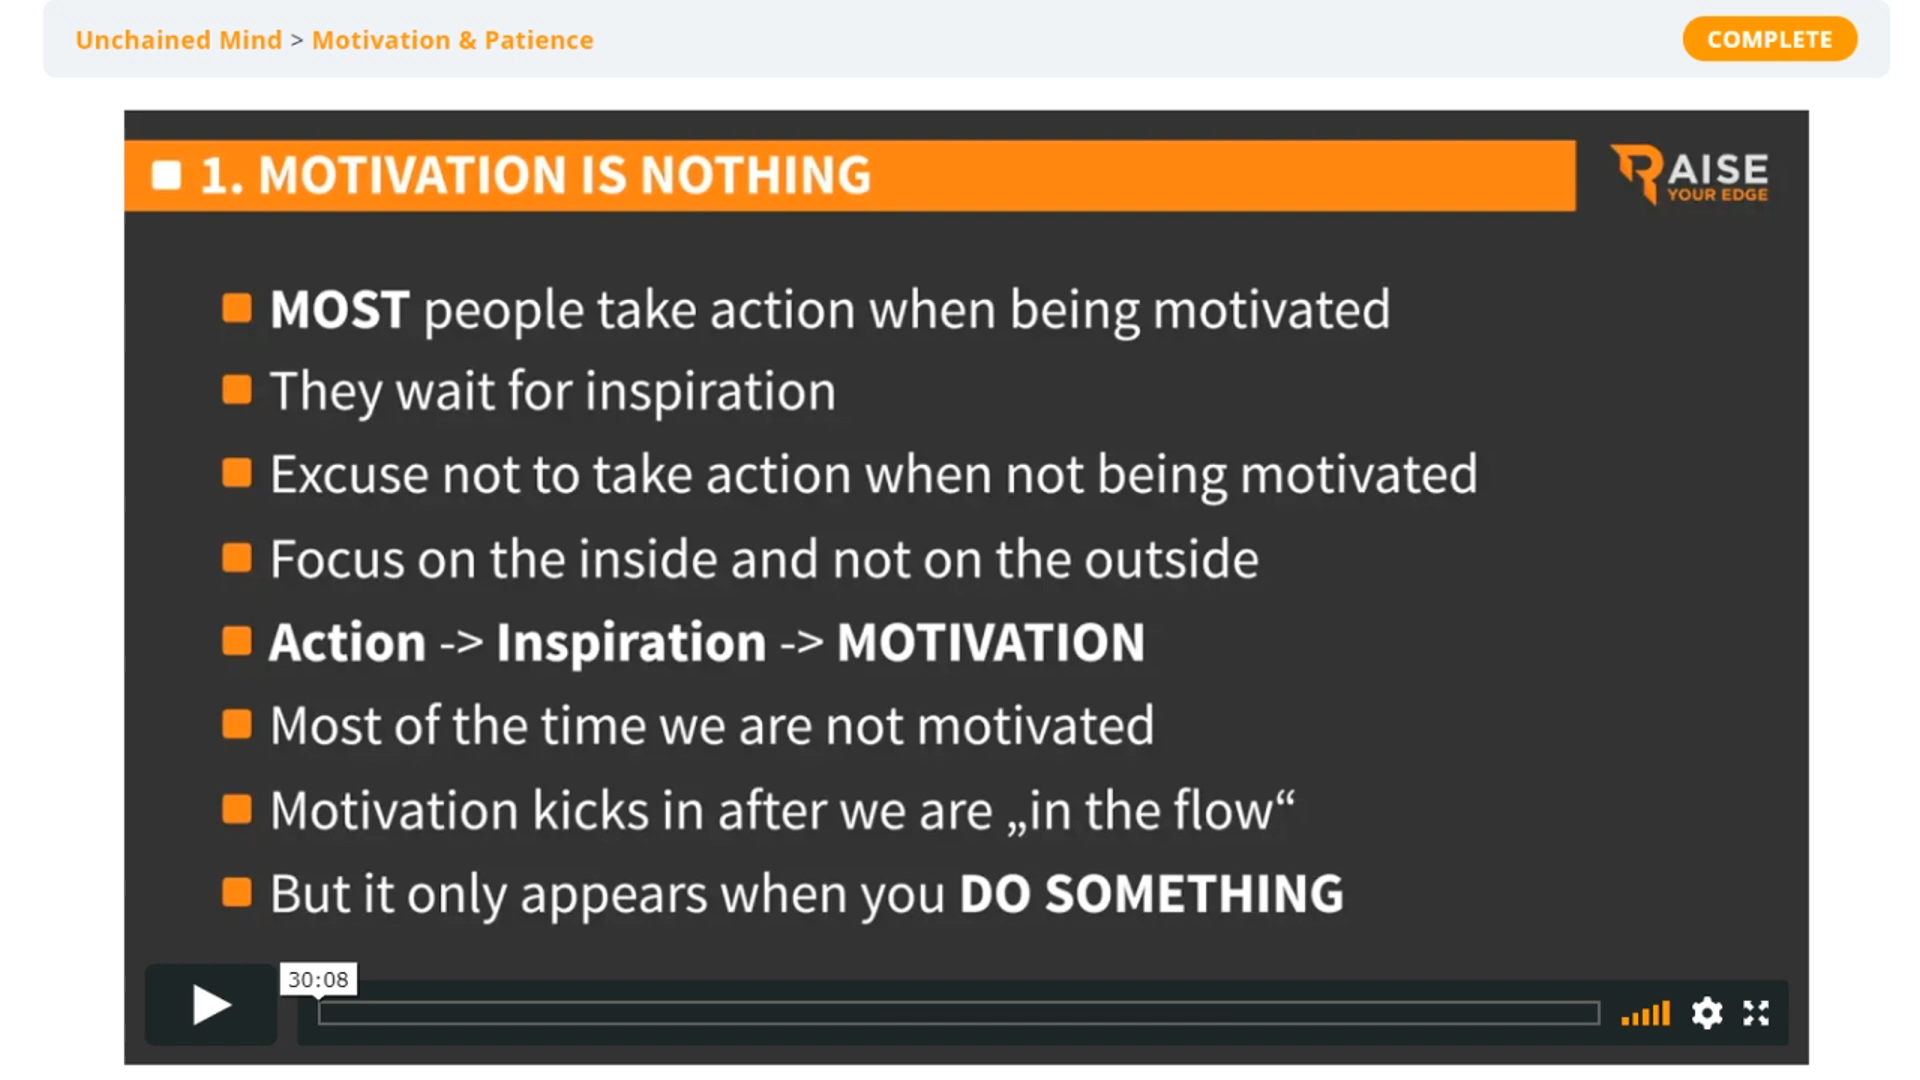 Unchained Mind > Motivation & Patience
COMPLETE
1. MOTIVATION IS NOTHING
RAISE
YOUR EDGE
MOST people take action when being motivated
They wait for inspiration
Excuse not to take action when not being motivated
Focus on the inside and not on the outside
Action -> Inspiration -> MOTIVATION
Most of the time we are not motivated
Motivation kicks in after we are „in the flow“
But it only appears when you DO SOMETHING
30:08